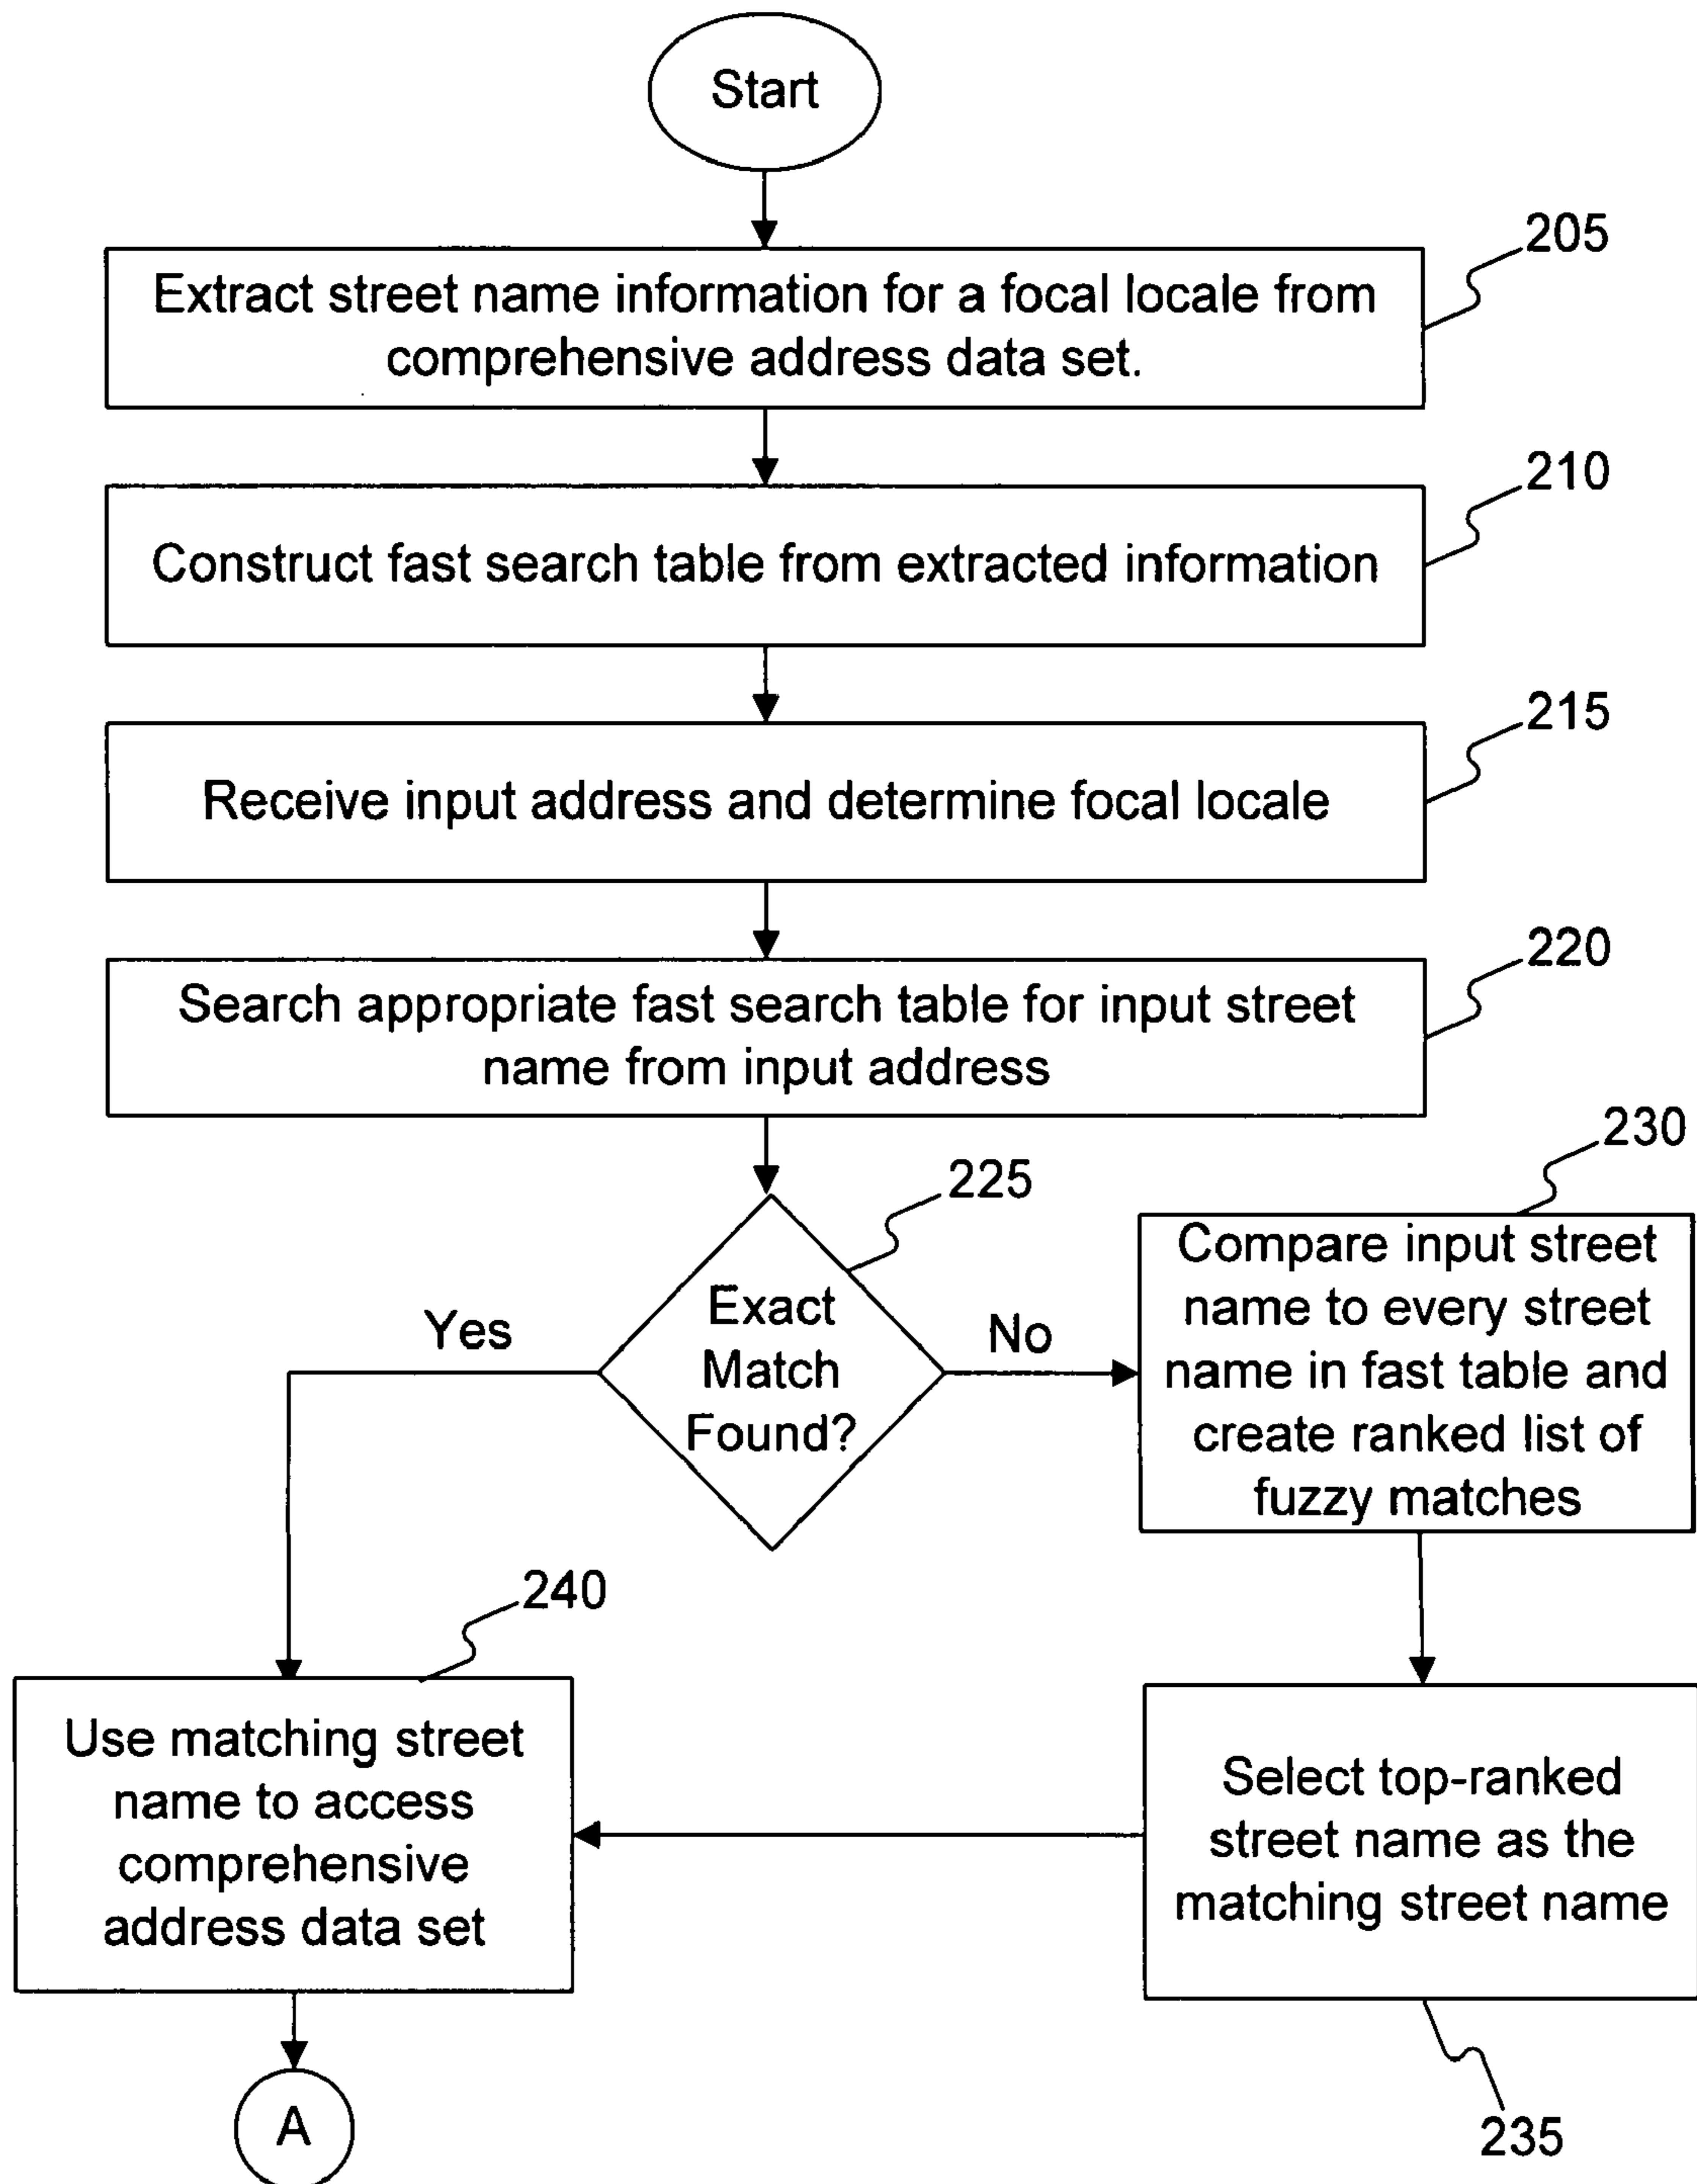 Start
205
Extract street name information for a focal locale from
comprehensive address data set.
210
Construct fast search table from extracted information
215
Receive input address and determine focal locale
220
Search appropriate fast search table for input street
name from input address
225
Exact
Match
Found?
Yes
No
230
Compare input street
name to every street
name in fast table and
create ranked list of
fuzzy matches
240
Use matching street
name to access
comprehensive
address data set
Select top-ranked
street name as the
matching street name
235
A